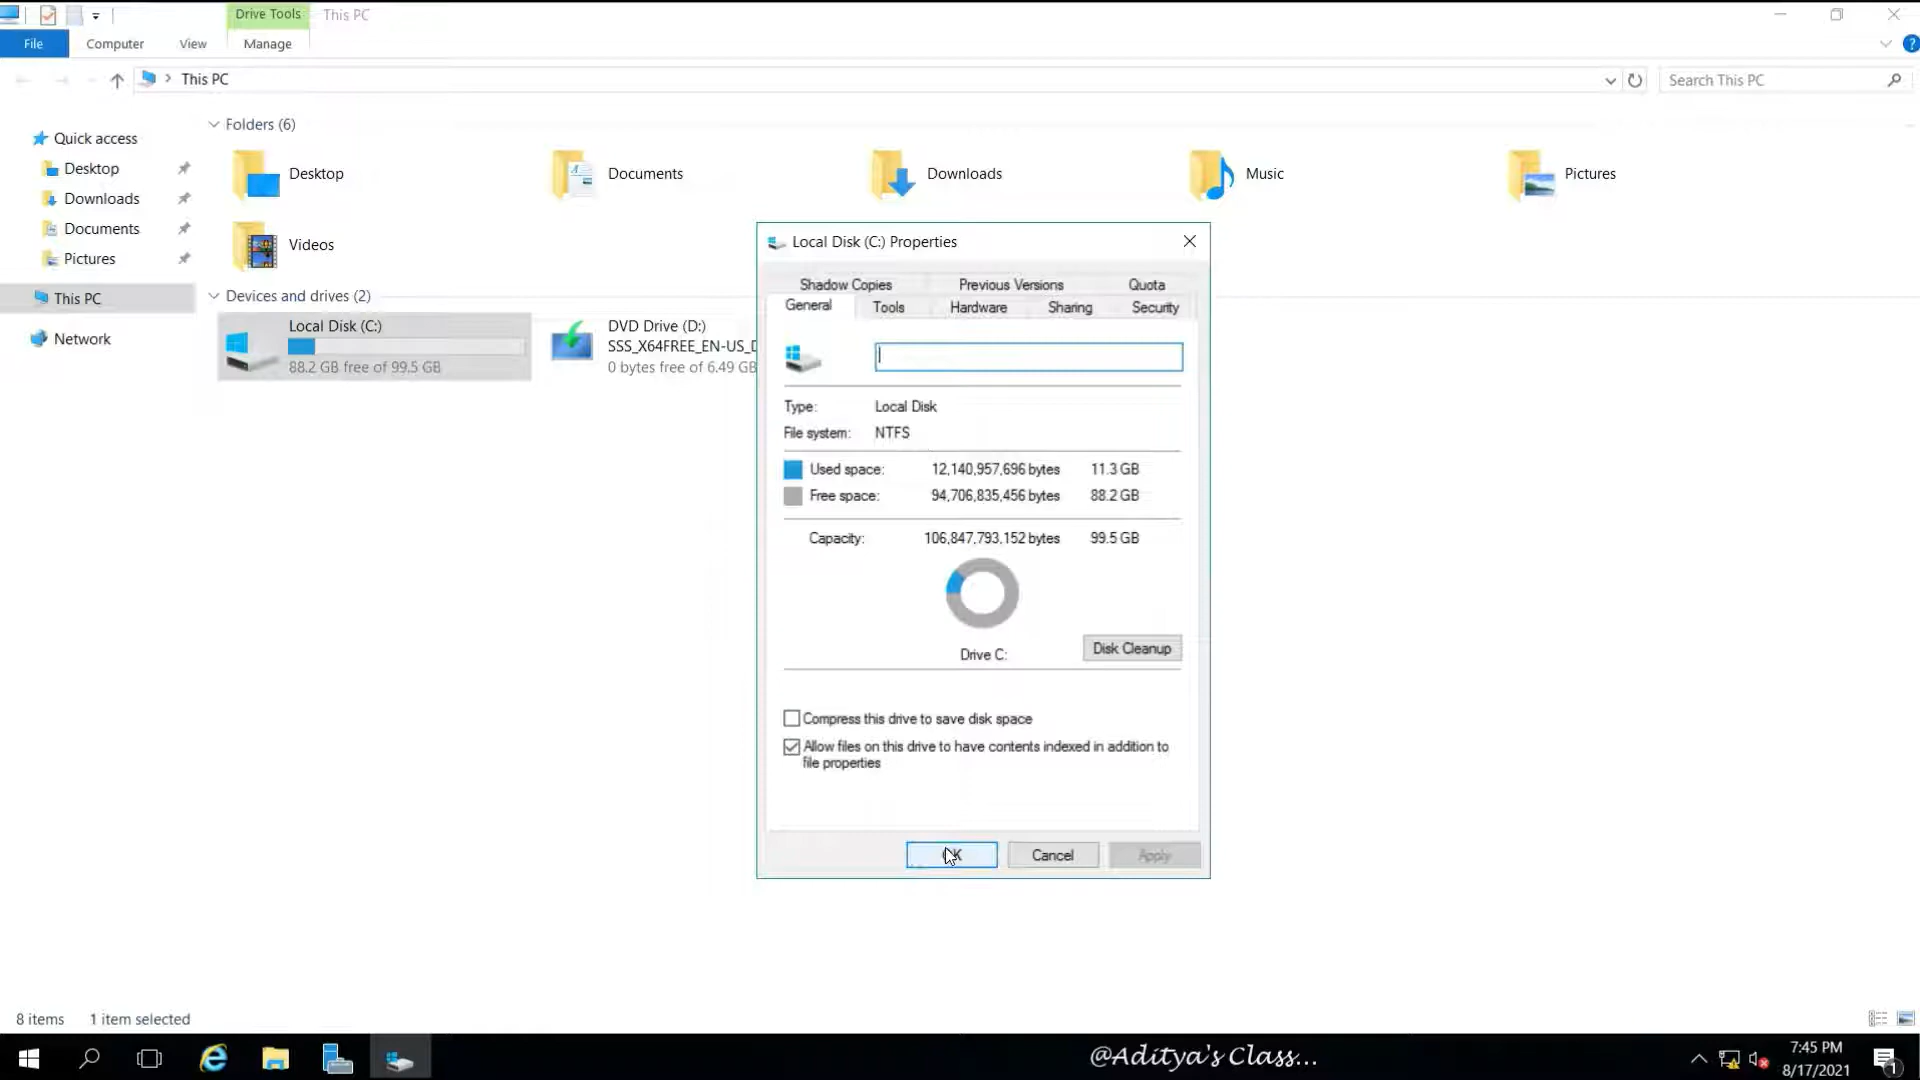 Drive Tools
This PC
File
Computer
View
Manage
This PC
Search This PC
Quick access
Desktop
Downloads
Documents
Pictures
This PC
Network
Folders (6)
Desktop
Documents
Downloads
Music
Pictures
Videos
Devices and drives (2)
Local Disk (C:)
88.2 GB free of 99.5 GB
DVD Drive (D:)
SSS_X64FREE_EN-US_D
0 bytes free of 6.49 GB
Local Disk (C:) Properties
Shadow Copies
Previous Versions
Quota
General
Tools
Hardware
Sharing
Security
Type: Local Disk
File system: NTFS
Used space: 12,140,957,696 bytes 11.3 GB
Free space: 94,706,835,456 bytes 88.2 GB
Capacity: 106,847,793,152 bytes 99.5 GB
Drive C:
Disk Cleanup
Compress this drive to save disk space
Allow files on this drive to have contents indexed in addition to
file properties
OK
Cancel
Apply
8 items
1 item selected
@Aditya's Class...
7:45 PM
8/17/2021
1